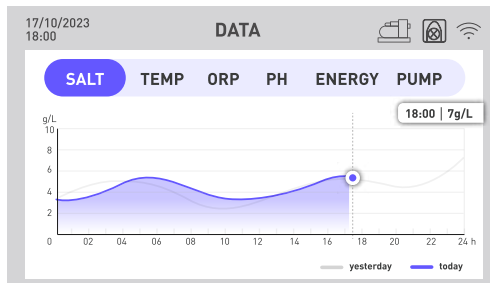 17/10/2023
18:00
DATA
SALT TEMP ORP PH ENERGY PUMP
18:00 | 7g/L
g/L
10
8
6
4
2
0 02 04 06 08 10 12 14 16 18 20 22 24 h
yesterday today